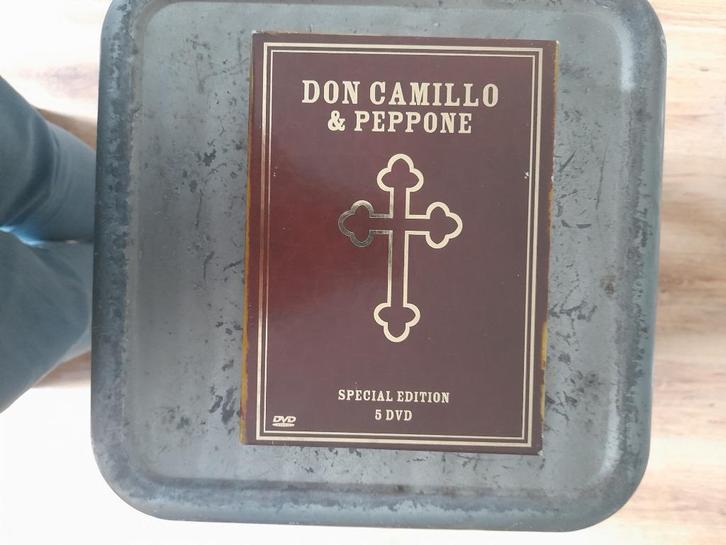 DON CAMILLO
& PEPPONE
SPECIAL EDITION
5 DVD
DVD